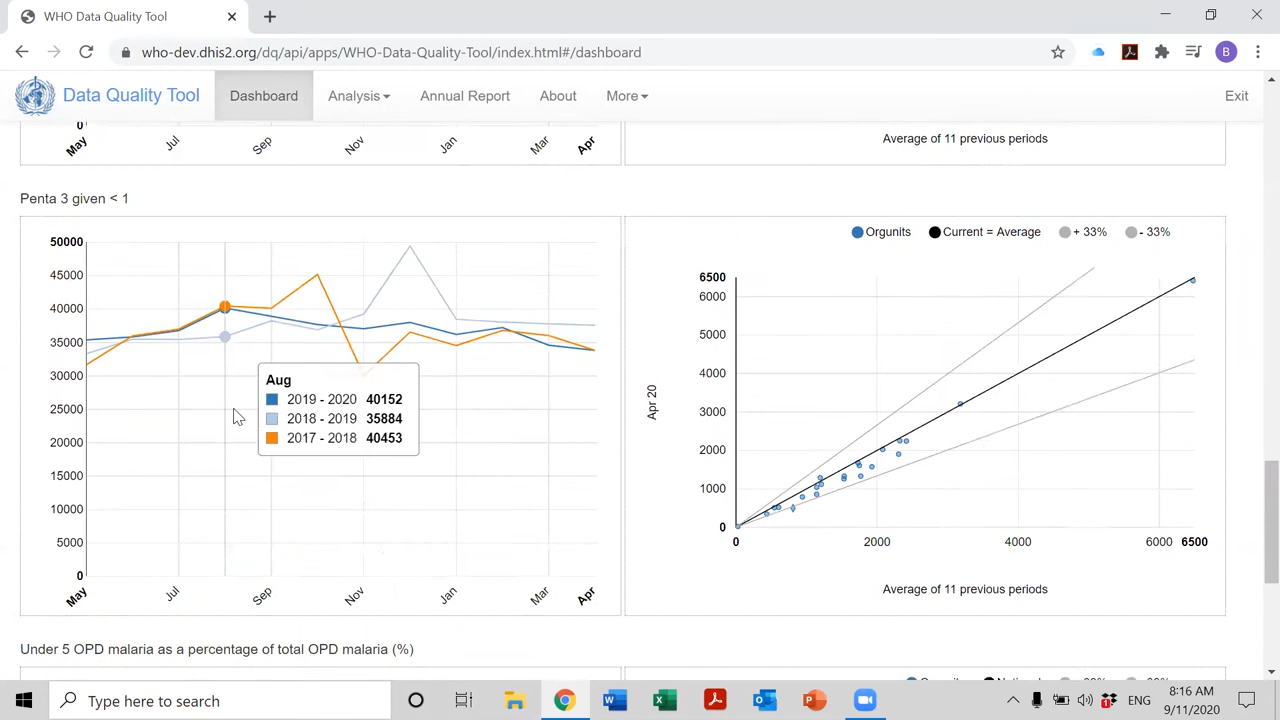 WHO Data Quality Tool
who-dev.dhis2.org/dq/api/apps/WHO-Data-Quality-Tool/index.html#/dashboard
B
Data Quality Tool
Dashboard
Analysis
Annual Report
About
More
Exit
0
May
Jul
Sep
Nov
Jan
Mar
Apr
Average of 11 previous periods
Penta 3 given < 1
50000
45000
40000
35000
30000
25000
20000
15000
10000
5000
0
May
Jul
Sep
Nov
Jan
Mar
Apr
Aug
2019 - 2020 40152
2018 - 2019 35884
2017 - 2018 40453
Orgunits
Current = Average
+ 33%
- 33%
6500
6000
5000
4000
3000
2000
1000
0
Apr 20
0
2000
4000
6000
6500
Average of 11 previous periods
Under 5 OPD malaria as a percentage of total OPD malaria (%)
Type here to search
ENG
8:16 AM
9/11/2020